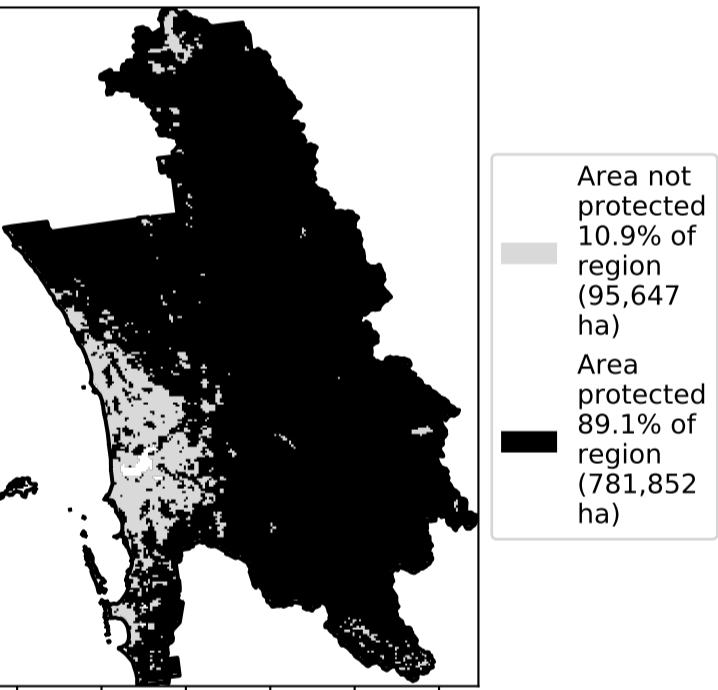 Area not
protected
10.9% of
region
(95,647
ha)
Area
protected
89.1% of
region
(781,852
ha)